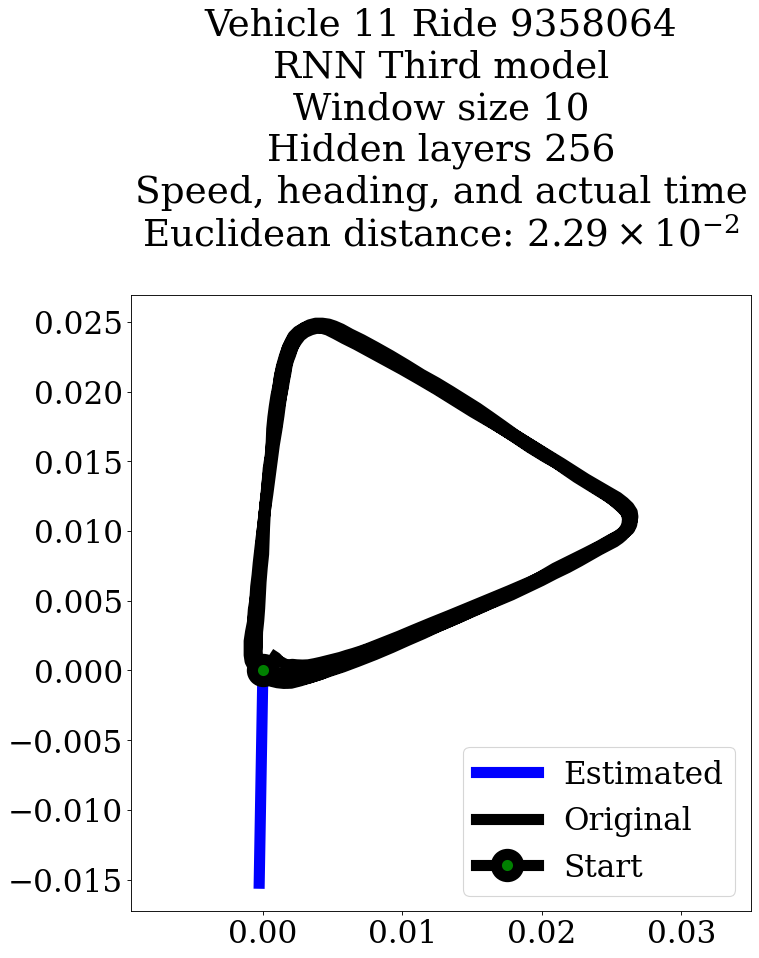 Vehicle 11 Ride 9358064
RNN Third model
Window size 10
Hidden layers 256
Speed, heading, and actual time
Euclidean distance: 2.29 × 10⁻²
0.025
0.020
0.015
0.010
0.005
0.000
−0.005
−0.010
−0.015
Estimated
Original
Start
0.00 0.01 0.02 0.03